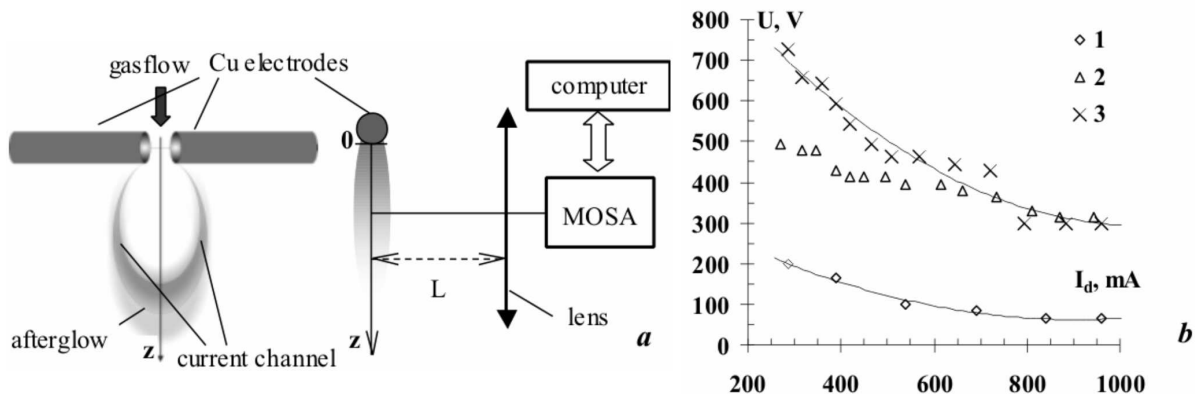 gasflow
Cu electrodes
computer
0
MOSA
L
lens
afterglow
z
current channel
z
a
U, V
800
700
600
500
400
300
200
100
0
1
2
3
I_d, mA
200 400 600 800 1000
b